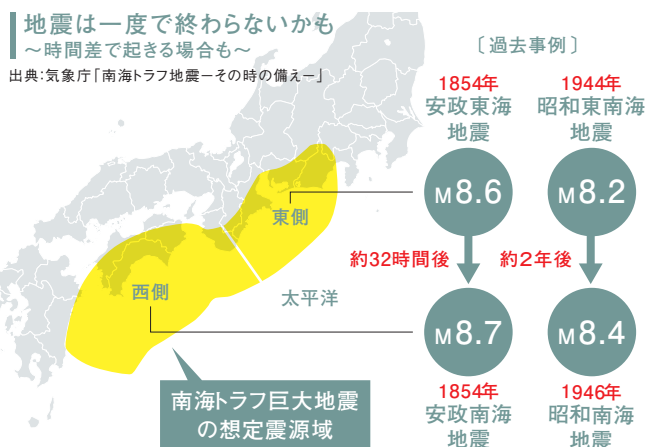 地震は一度で終わらないかも
~時間差で起きる場合も~
出典:気象庁「南海トラフ地震ーその時の備えー」
〔過去事例〕
1854年
安政東海
地震
1944年
昭和東南海
地震
M8.6
M8.2
東側
約32時間後
約2年後
西側
太平洋
M8.7
M8.4
南海トラフ巨大地震
の想定震源域
1854年
安政南海
地震
1946年
昭和南海
地震